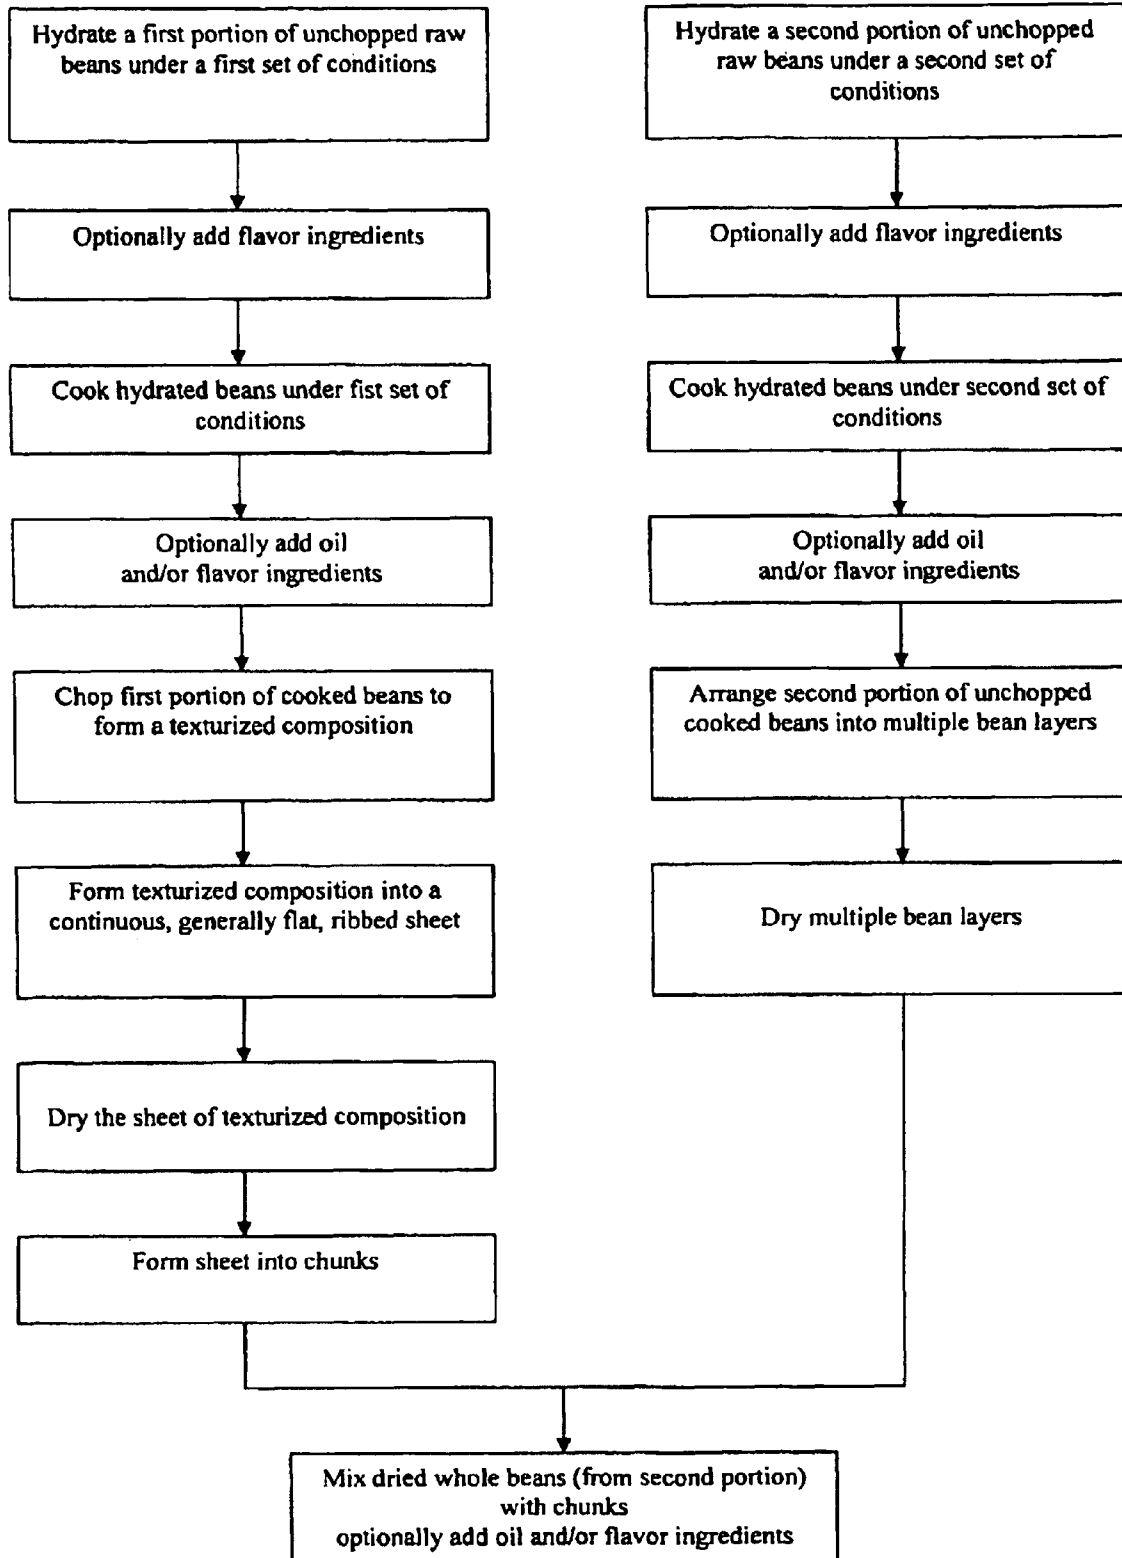 Hydrate a first portion of unchopped raw
beans under a first set of conditions
Optionally add flavor ingredients
Cook hydrated beans under fist set of
conditions
Optionally add oil
and/or flavor ingredients
Chop first portion of cooked beans to
form a texturized composition
Form texturized composition into a
continuous, generally flat, ribbed sheet
Dry the sheet of texturized composition
Form sheet into chunks
Hydrate a second portion of unchopped
raw beans under a second set of
conditions
Optionally add flavor ingredients
Cook hydrated beans under second set of
conditions
Optionally add oil
and/or flavor ingredients
Arrange second portion of unchopped
cooked beans into multiple bean layers
Dry multiple bean layers
Mix dried whole beans (from second portion)
with chunks
optionally add oil and/or flavor ingredients